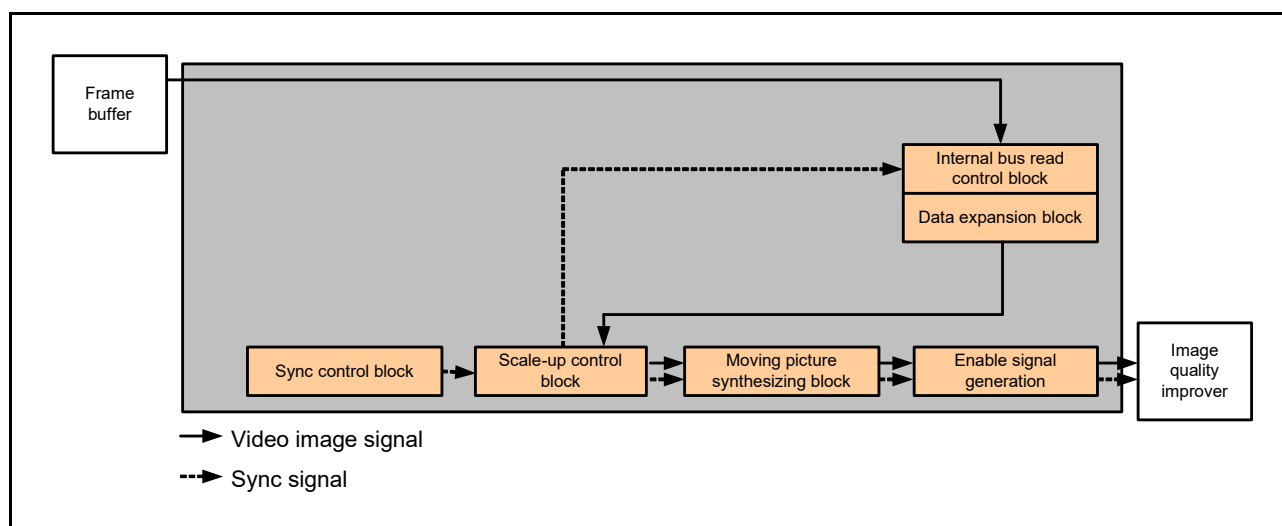 Frame
buffer
Internal bus read
control block
Data expansion block
Sync control block
Scale-up control
block
Moving picture
synthesizing block
Enable signal
generation
Image
quality
improver
Video image signal
Sync signal